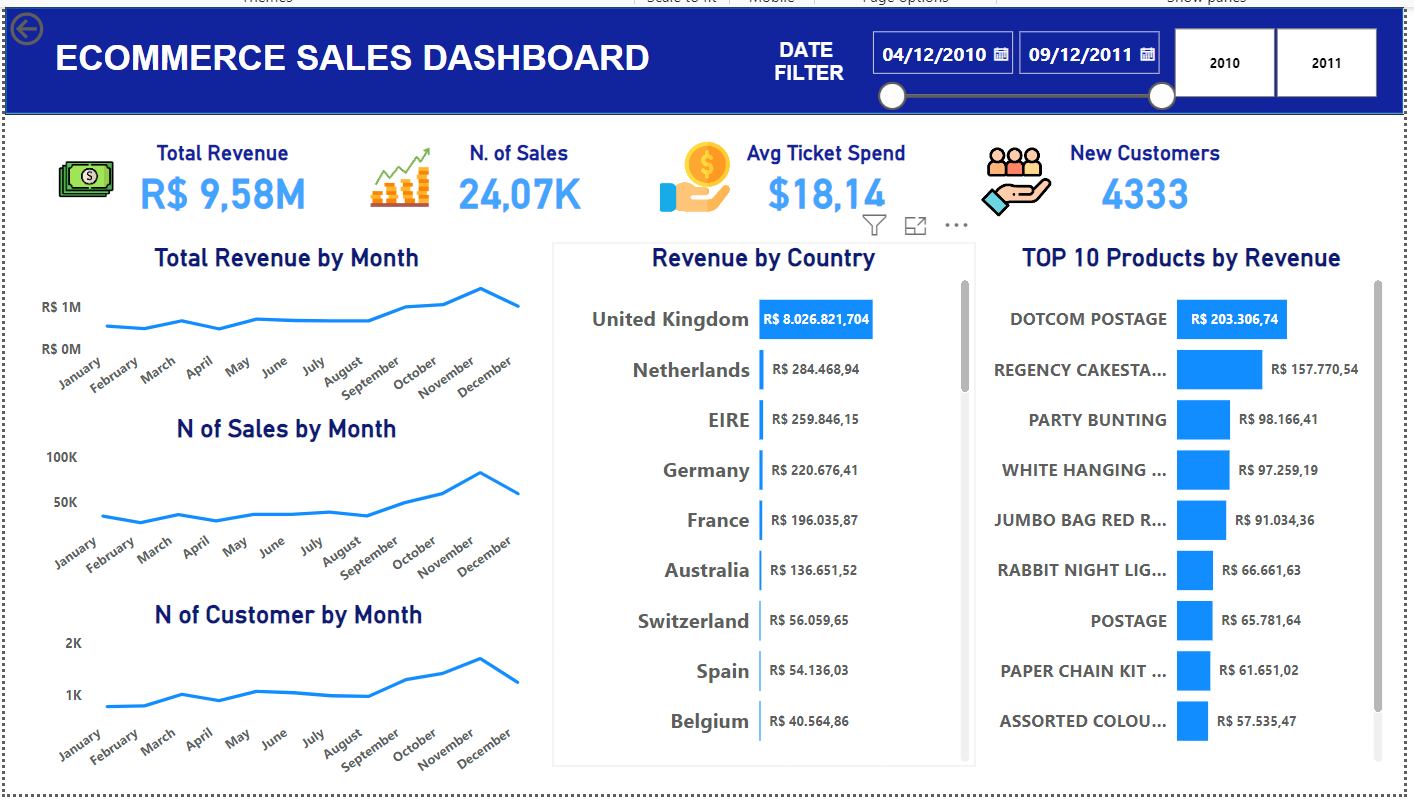 Themes Scale to fit Mobile Page options Show panes
ECOMMERCE SALES DASHBOARD
DATE
FILTER
04/12/2010
09/12/2011
2010
2011
Total Revenue
R$ 9,58M
N. of Sales
24,07K
Avg Ticket Spend
$18,14
New Customers
4333
Total Revenue by Month
R$ 1M
R$ 0M
January February March April May June July August September October November December
N of Sales by Month
100K
50K
January February March April May June July August September October November December
N of Customer by Month
2K
1K
January February March April May June July August September October November December
Revenue by Country
United Kingdom R$ 8.026.821,704
Netherlands R$ 284.468,94
EIRE R$ 259.846,15
Germany R$ 220.676,41
France R$ 196.035,87
Australia R$ 136.651,52
Switzerland R$ 56.059,65
Spain R$ 54.136,03
Belgium R$ 40.564,86
TOP 10 Products by Revenue
DOTCOM POSTAGE R$ 203.306,74
REGENCY CAKESTA... R$ 157.770,54
PARTY BUNTING R$ 98.166,41
WHITE HANGING ... R$ 97.259,19
JUMBO BAG RED R... R$ 91.034,36
RABBIT NIGHT LIG... R$ 66.661,63
POSTAGE R$ 65.781,64
PAPER CHAIN KIT ... R$ 61.651,02
ASSORTED COLOU... R$ 57.535,47